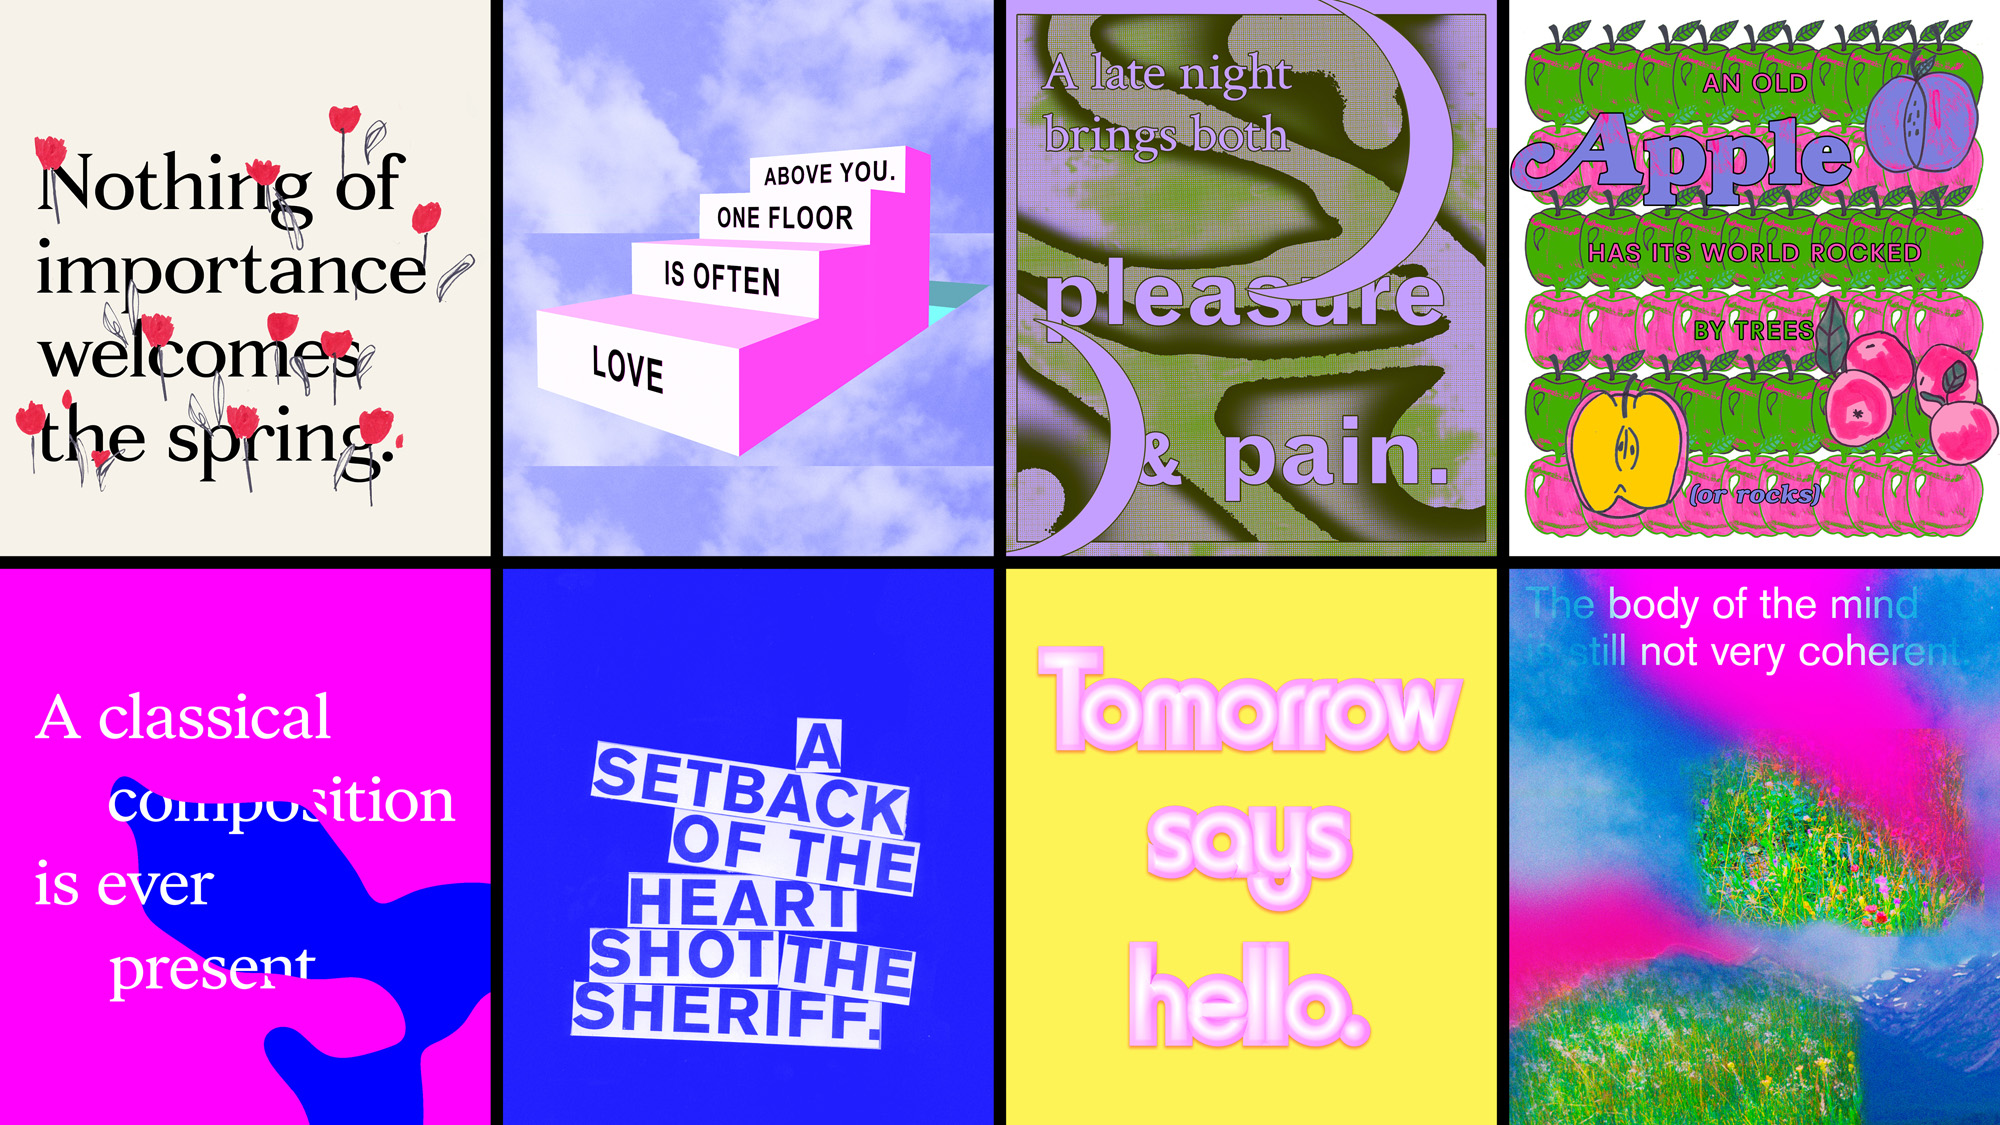 Nothing of
importance
welcomes
the spring.
ABOVE YOU.
ONE FLOOR
IS OFTEN
LOVE
A late night
brings both
pleasure
& pain.
AN OLD
Apple
HAS ITS WORLD ROCKED
BY TREES
(or rocks)
A classical
composition
is ever
present
A
SETBACK
OF THE
HEART
SHOT THE
SHERIFF.
Tomorrow
says
hello.
The body of the mind
is still not very coherent.